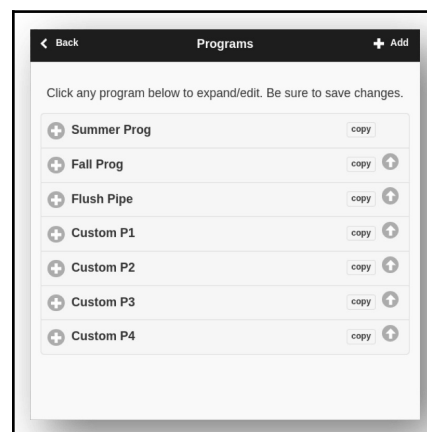 Back Programs Add
Click any program below to expand/edit. Be sure to save changes.
Summer Prog copy
Fall Prog copy
Flush Pipe copy
Custom P1 copy
Custom P2 copy
Custom P3 copy
Custom P4 copy